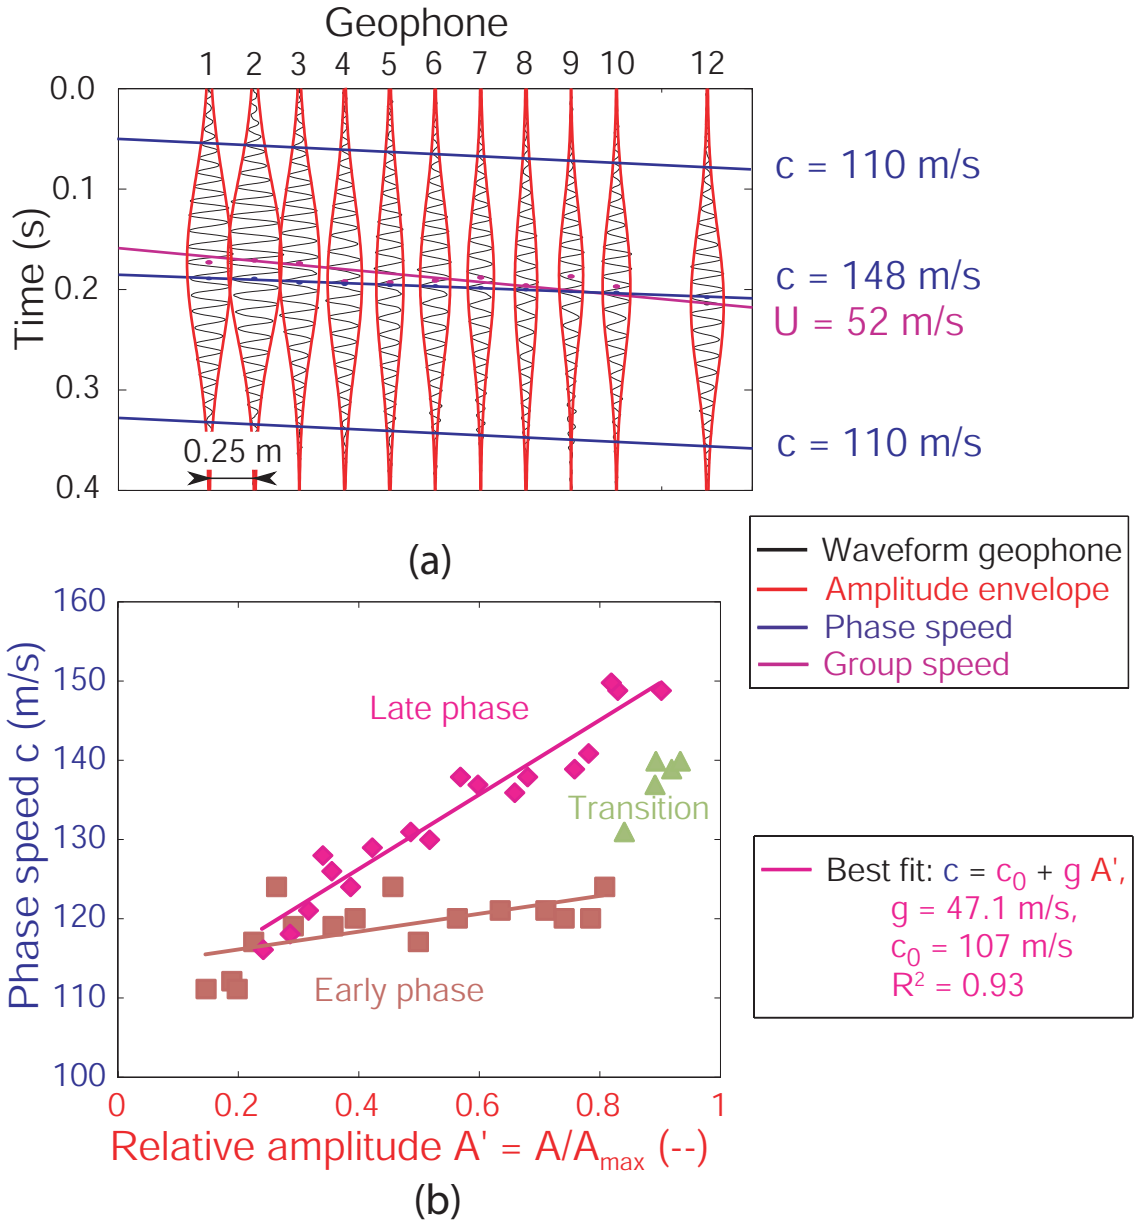 Geophone
1 2 3 4 5 6 7 8 9 10 12
0.0
0.1
0.2
0.3
0.4
Time (s)
c = 110 m/s
c = 148 m/s
U = 52 m/s
c = 110 m/s
0.25 m
(a)
Waveform geophone
Amplitude envelope
Phase speed
Group speed
160
150
140
130
120
110
100
Phase speed c (m/s)
Late phase
Transition
Early phase
0 0.2 0.4 0.6 0.8 1
Relative amplitude A' = A/Amax (--)
(b)
Best fit: c = c0 + g A',
g = 47.1 m/s,
c0 = 107 m/s
R² = 0.93